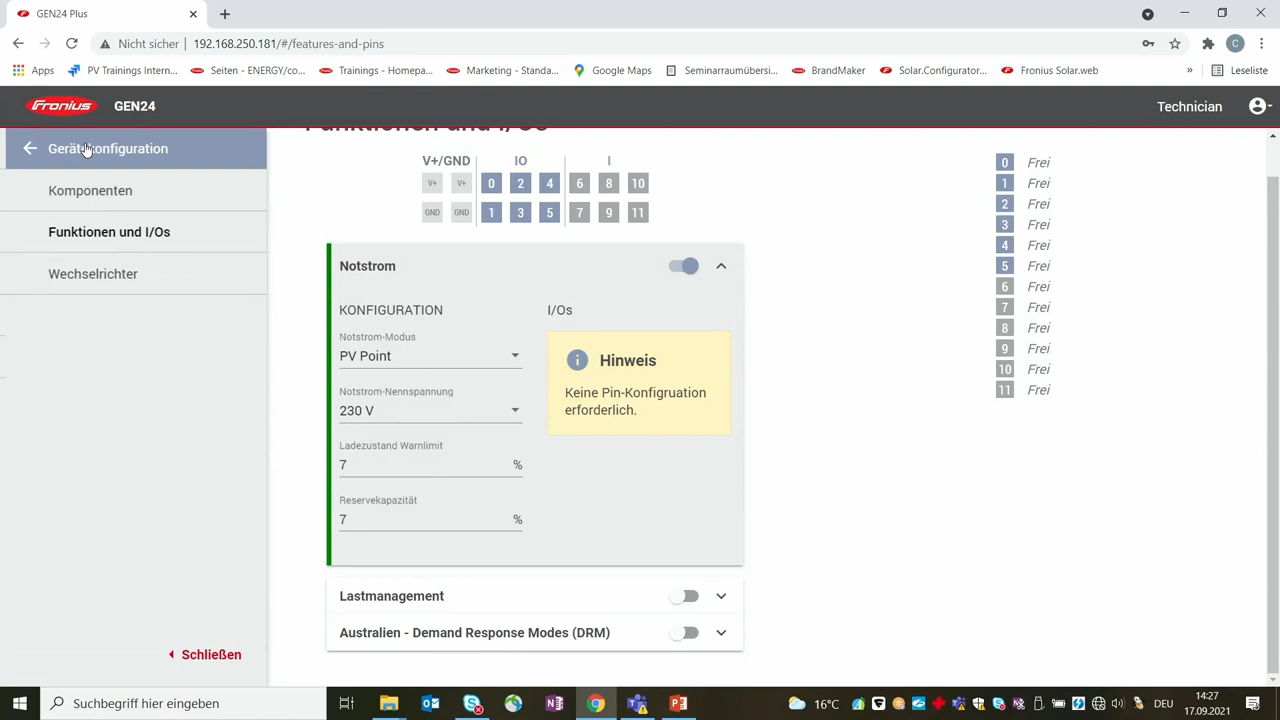 GEN24 Plus
Nicht sicher | 192.168.250.181/#/features-and-pins
C
Apps
PV Trainings Intern...
Seiten - ENERGY/co...
Trainings - Homepa...
Marketing - Standa...
Google Maps
Seminarraumübersi...
BrandMaker
Solar.Configurator...
Fronius Solar.web
»
Leseliste
Fronius
GEN24
Technician
Gerätekonfiguration
Komponenten
Funktionen und I/Os
Wechselrichter
Schließen
Funktionen und I/Os
V+/GND IO I
V+ V+ 0 2 4 6 8 10
GND GND 1 3 5 7 9 11
Notstrom
KONFIGURATION
Notstrom-Modus
PV Point
Notstrom-Nennspannung
230 V
Ladezustand Warnlimit
7 %
Reservekapazität
7 %
I/Os
Hinweis
Keine Pin-Konfigruation
erforderlich.
Lastmanagement
Australien - Demand Response Modes (DRM)
0 Frei
1 Frei
2 Frei
3 Frei
4 Frei
5 Frei
6 Frei
7 Frei
8 Frei
9 Frei
10 Frei
11 Frei
Suchbegriff hier eingeben
16°C
DEU
14:27
17.09.2021